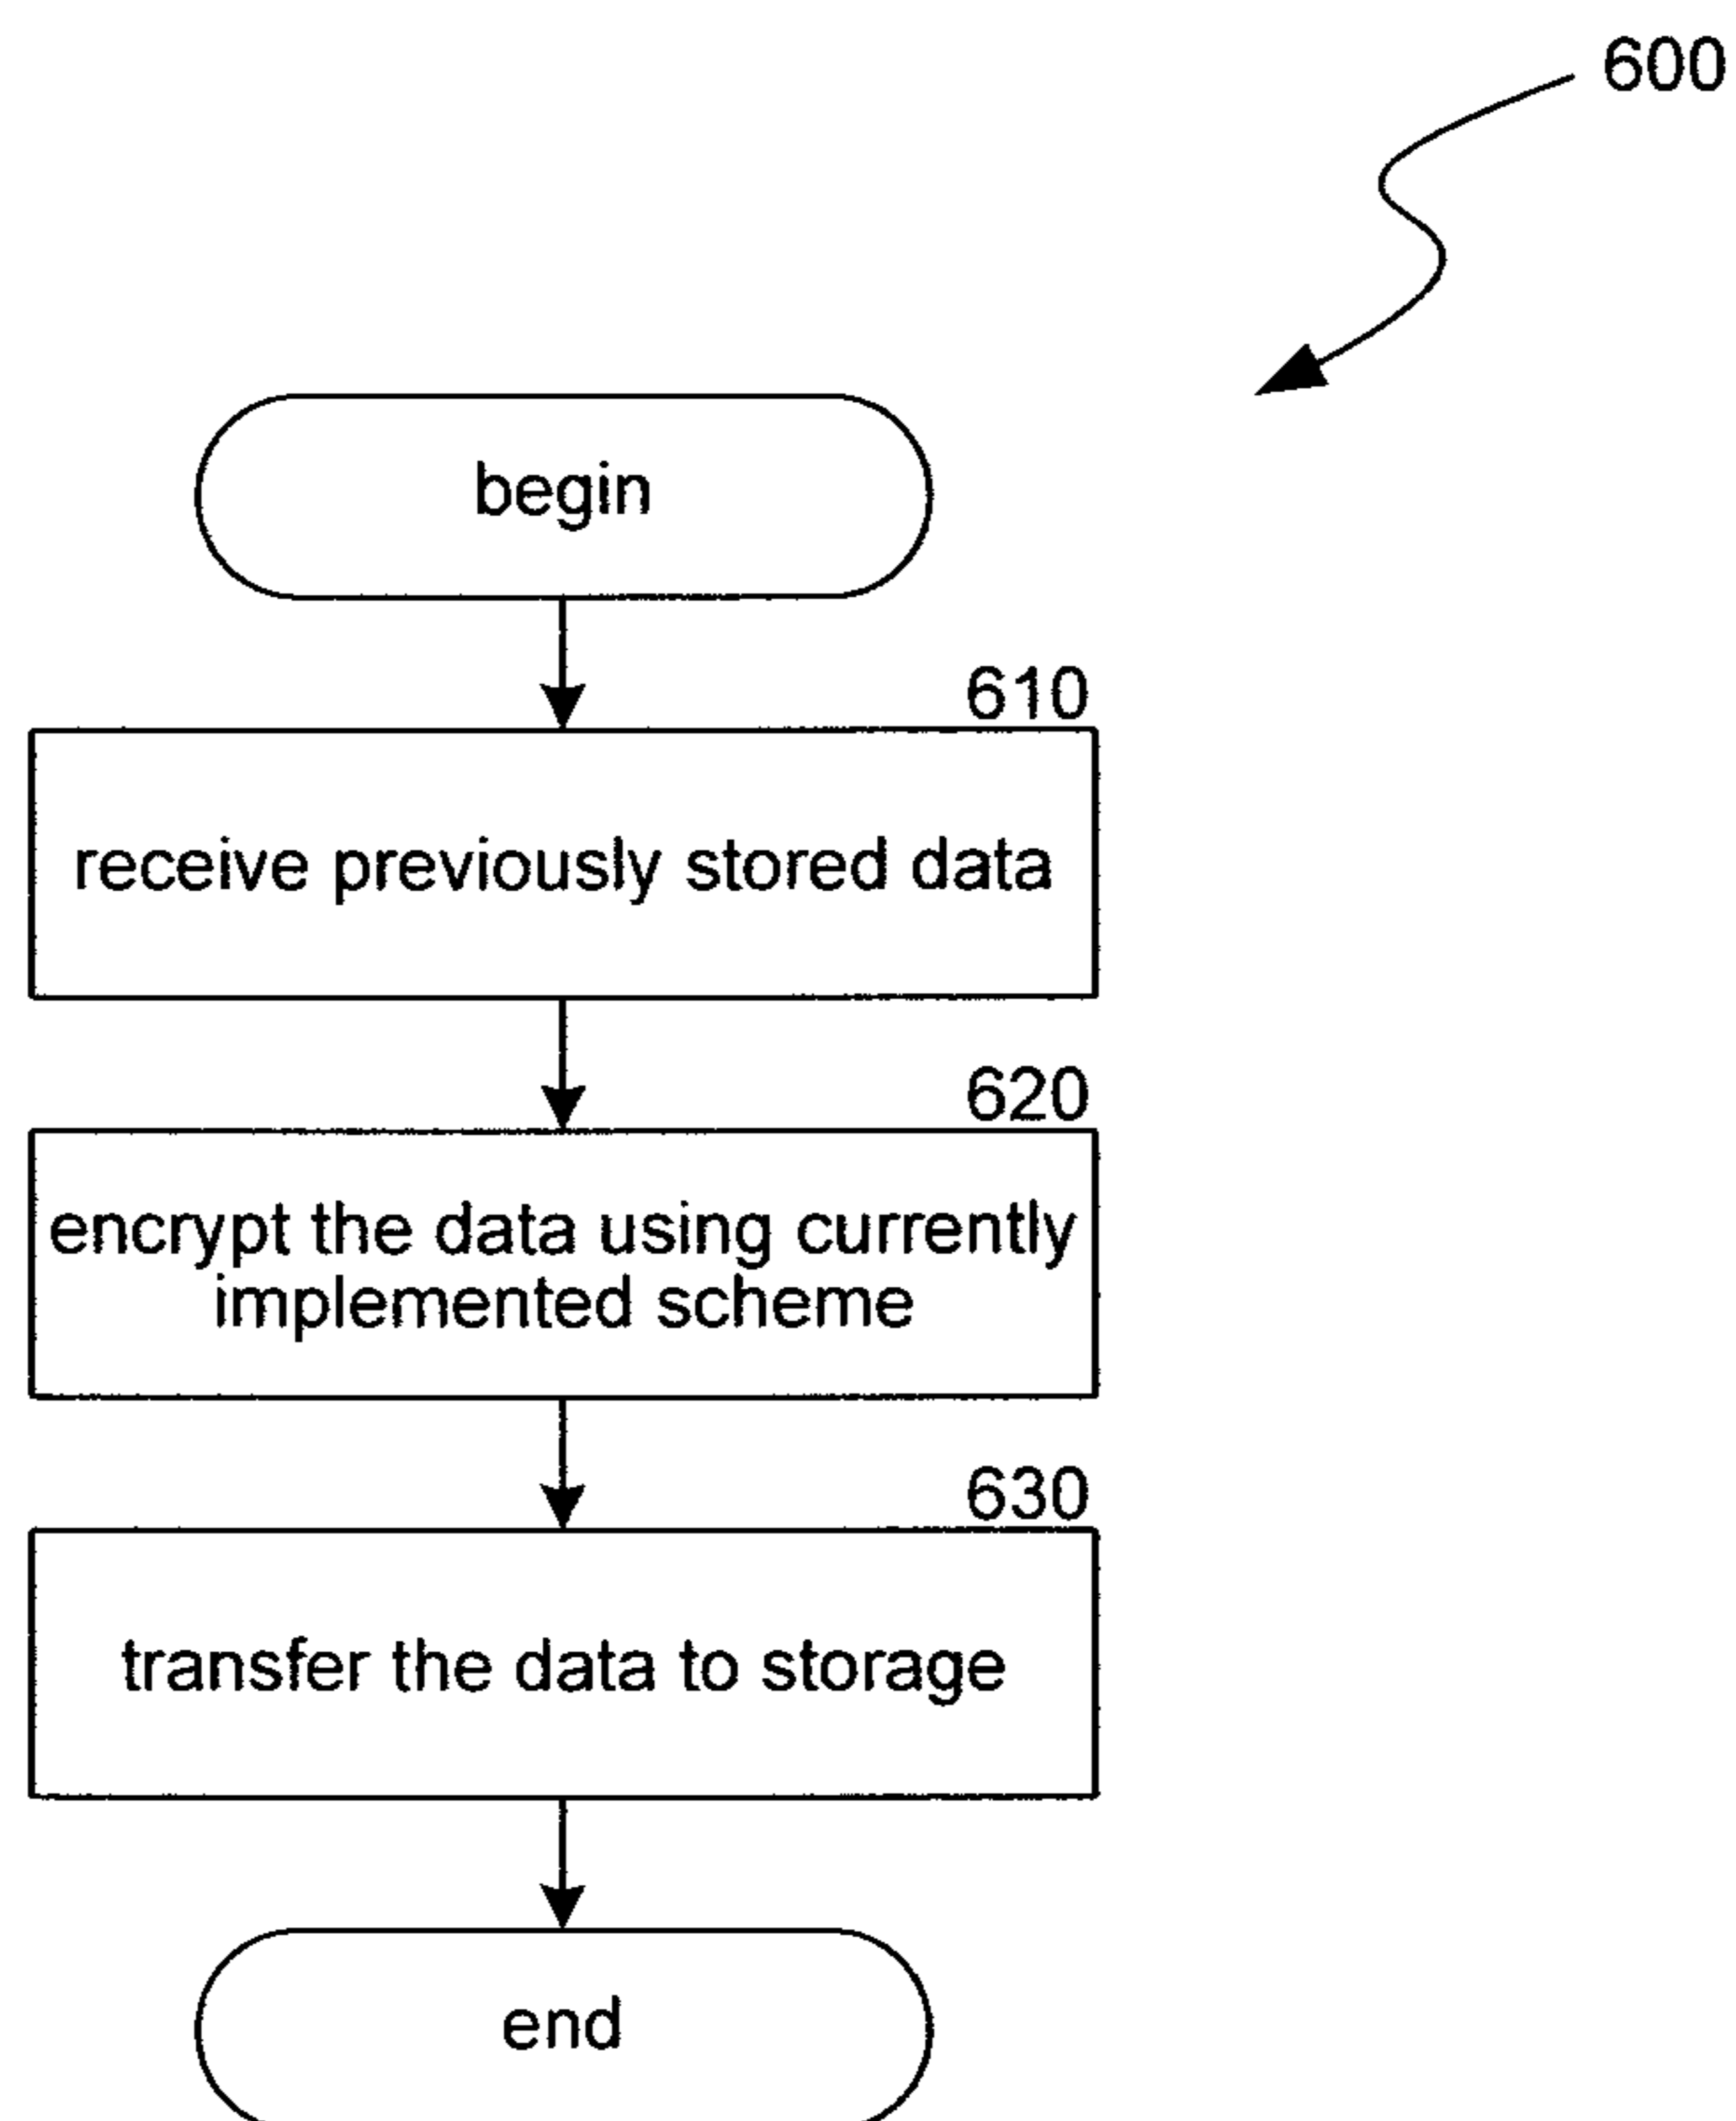 600
begin
610
receive previously stored data
620
encrypt the data using currently
implemented scheme
630
transfer the data to storage
end